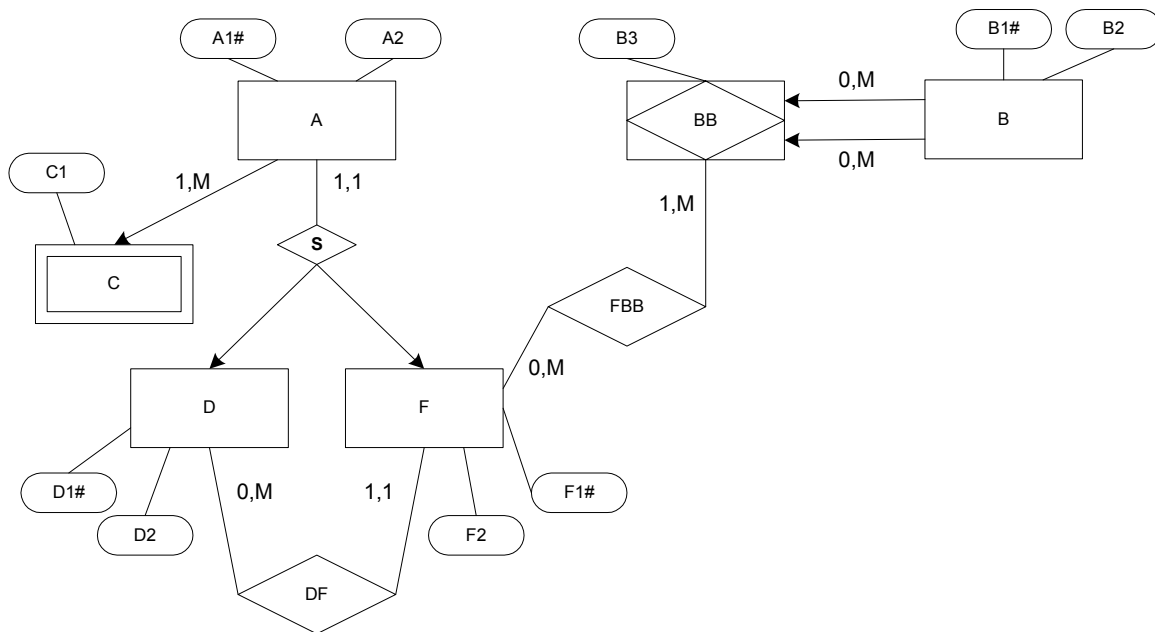 A1#
A2
B3
B1#
B2
A
BB
B
0,M
0,M
C1
1,M
1,1
1,M
S
C
FBB
0,M
D
F
D1#
D2
0,M
1,1
F2
F1#
DF